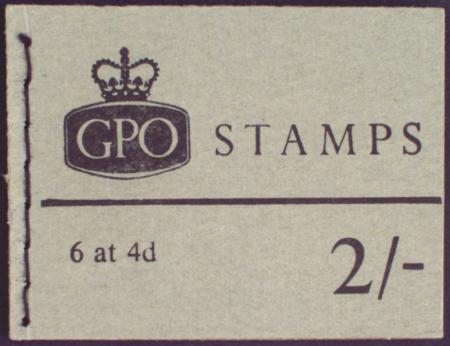 GPO STAMPS
6 at 4d
2/-